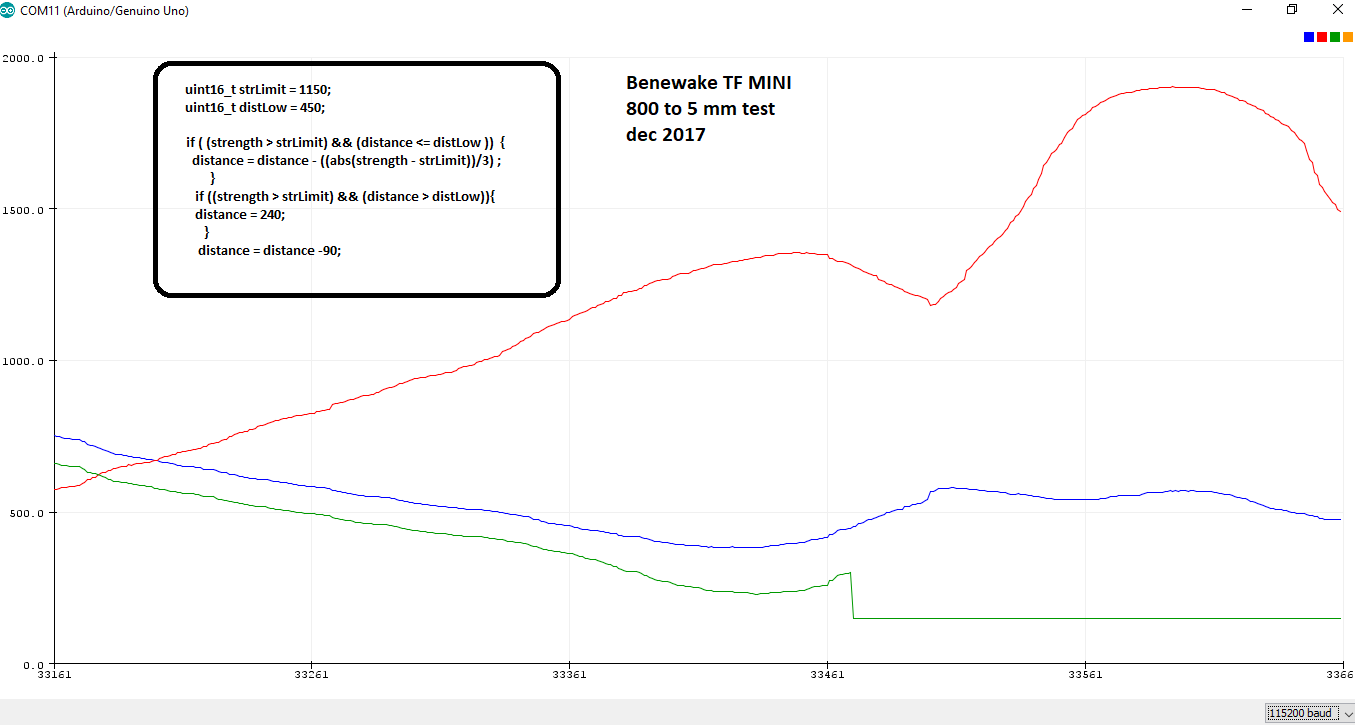 COM11 (Arduino/Genuino Uno)
uint16_t strLimit = 1150;
uint16_t distLow = 450;
if ( (strength > strLimit) && (distance <= distLow )) {
distance = distance - ((abs(strength - strLimit))/3) ;
}
if ((strength > strLimit) && (distance > distLow)){
distance = 240;
}
distance = distance -90;
Benewake TF MINI
800 to 5 mm test
dec 2017
2000.0
1500.0
1000.0
500.0
0.0
33161
33261
33361
33461
33561
3366
115200 baud